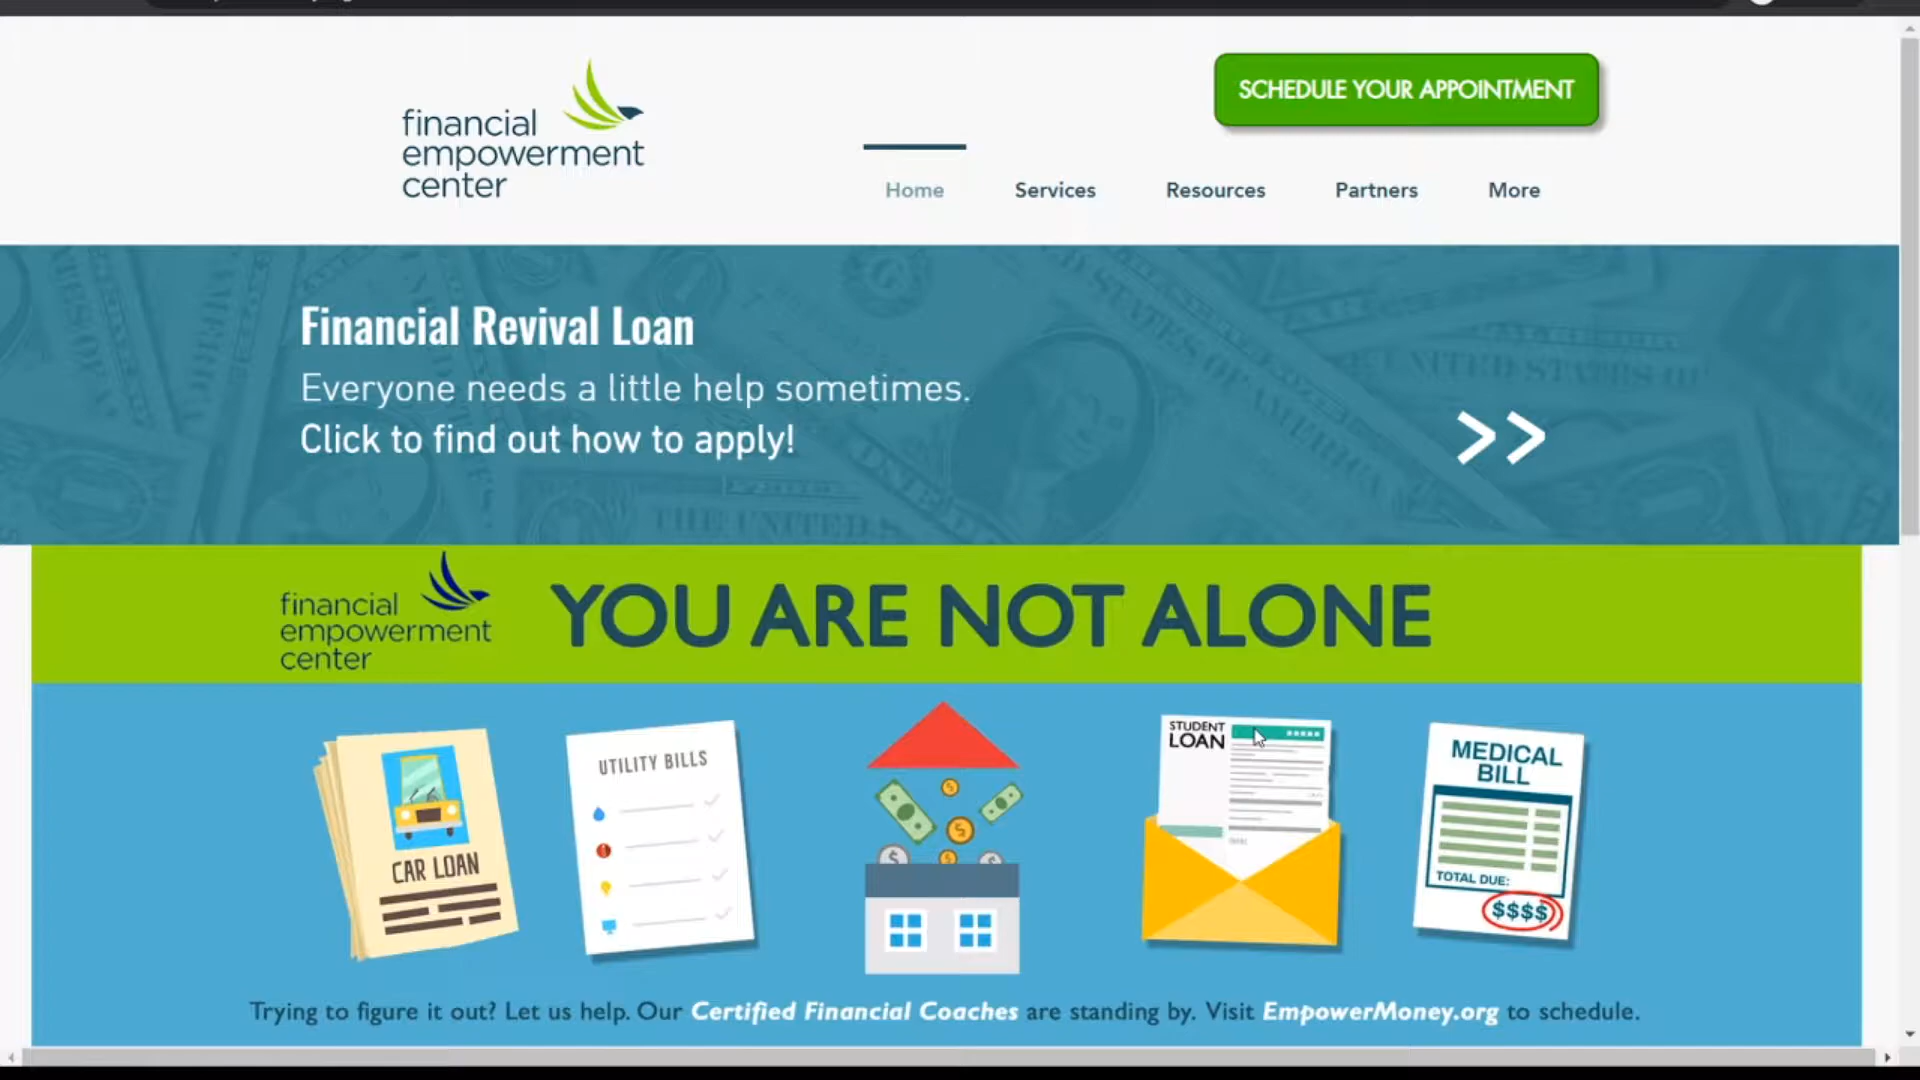 financial
empowerment
center
SCHEDULE YOUR APPOINTMENT
Home
Services
Resources
Partners
More
Financial Revival Loan
Everyone needs a little help sometimes.
Click to find out how to apply!
>>
financial
empowerment
center
YOU ARE NOT ALONE
CAR LOAN
UTILITY BILLS
STUDENT
LOAN
MEDICAL
BILL
TOTAL DUE:
$$$$
Trying to figure it out? Let us help. Our Certified Financial Coaches are standing by. Visit EmpowerMoney.org to schedule.